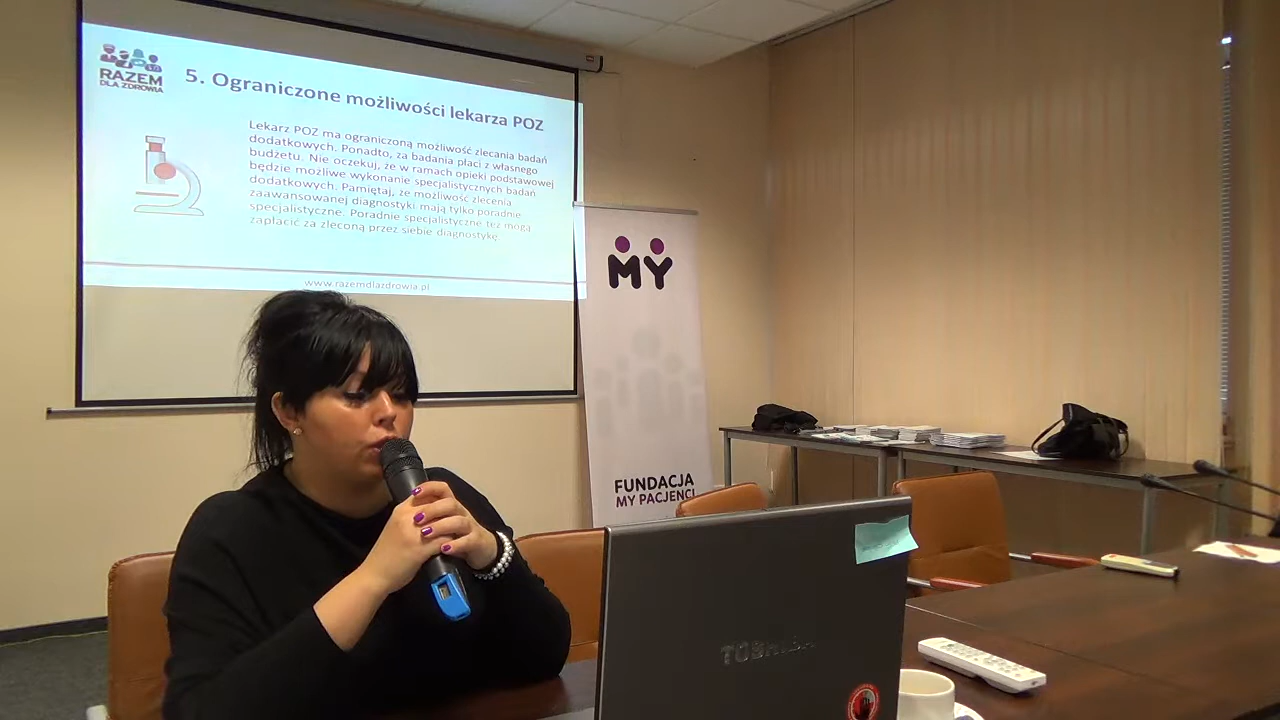 RAZEM
DLA ZDROWIA
5. Ograniczone możliwości lekarza POZ
Lekarz POZ ma ograniczoną możliwość zlecania badań
dodatkowych. Ponadto, za badania płaci z własnego
budżetu. Nie oczekuj, że w ramach opieki podstawowej
będzie możliwe wykonanie specjalistycznych badań
dodatkowych. Pamiętaj, że możliwość zlecenia
zaawansowanej diagnostyki mają tylko poradnie
specjalistyczne. Poradnie specjalistyczne też mogą
zapłacić za zleconą przez siebie diagnostykę.
www.razemdlazdrowia.pl
MY
FUNDACJA
MY PACJENCI
TOSHIBA